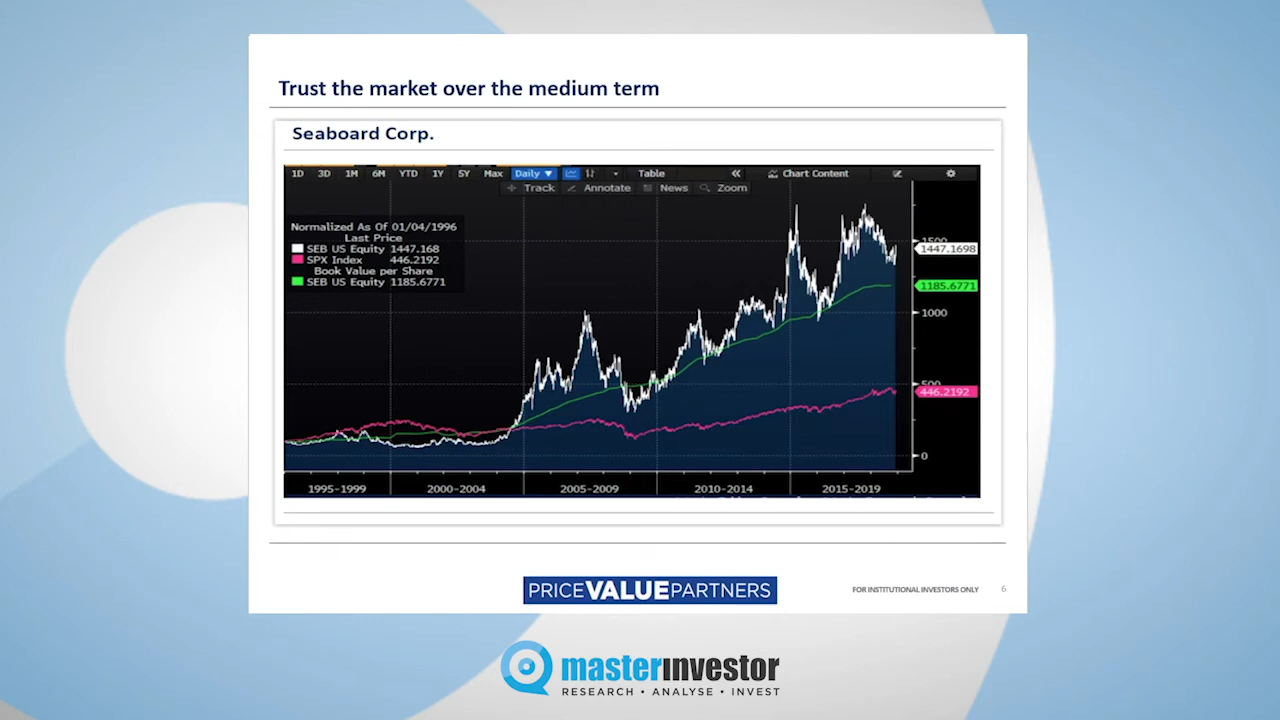 Trust the market over the medium term
Seaboard Corp.
1D 3D 1M 6M YTD 1Y 5Y Max Daily ▼ Table « Chart Content
Track Annotate News Zoom
Normalized As Of 01/04/1996
Last Price
SEB US Equity 1447.168
SPX Index 446.2192
Book Value per Share
SEB US Equity 1185.6771
1500
1447.1698
1185.6771
1000
500
446.2192
0
1995-1999 2000-2004 2005-2009 2010-2014 2015-2019
PRICEVALUEPARTNERS
FOR INSTITUTIONAL INVESTORS ONLY 6
masterinvestor
RESEARCH • ANALYSE • INVEST